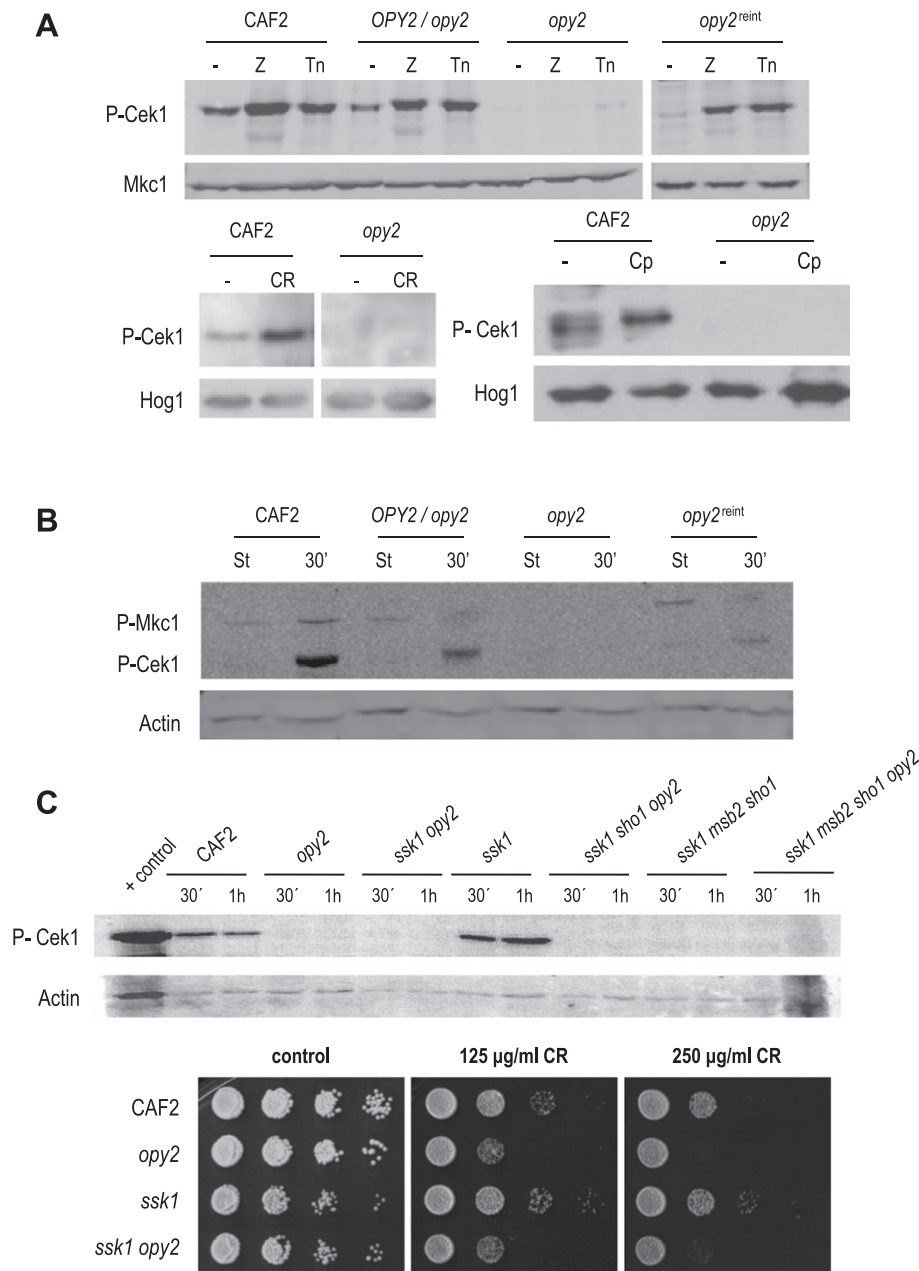 A
CAF2 OPY2 / opy2 opy2 opy2reint
- Z Tn - Z Tn - Z Tn - Z Tn
P-Cek1
Mkc1
CAF2 opy2
- CR - CR
P-Cek1
Hog1
CAF2 opy2
- Cp - Cp
P- Cek1
Hog1
B
CAF2 OPY2 / opy2 opy2 opy2reint
St 30' St 30' St 30' St 30'
P-Mkc1
P-Cek1
Actin
C
+ control CAF2 opy2 ssk1 opy2 ssk1 ssk1 sho1 opy2 ssk1 msb2 sho1 ssk1 msb2 sho1 opy2
30´ 1h 30´ 1h 30´ 1h 30´ 1h 30´ 1h 30´ 1h 30´ 1h
P- Cek1
Actin
control 125 µg/ml CR 250 µg/ml CR
CAF2
opy2
ssk1
ssk1 opy2